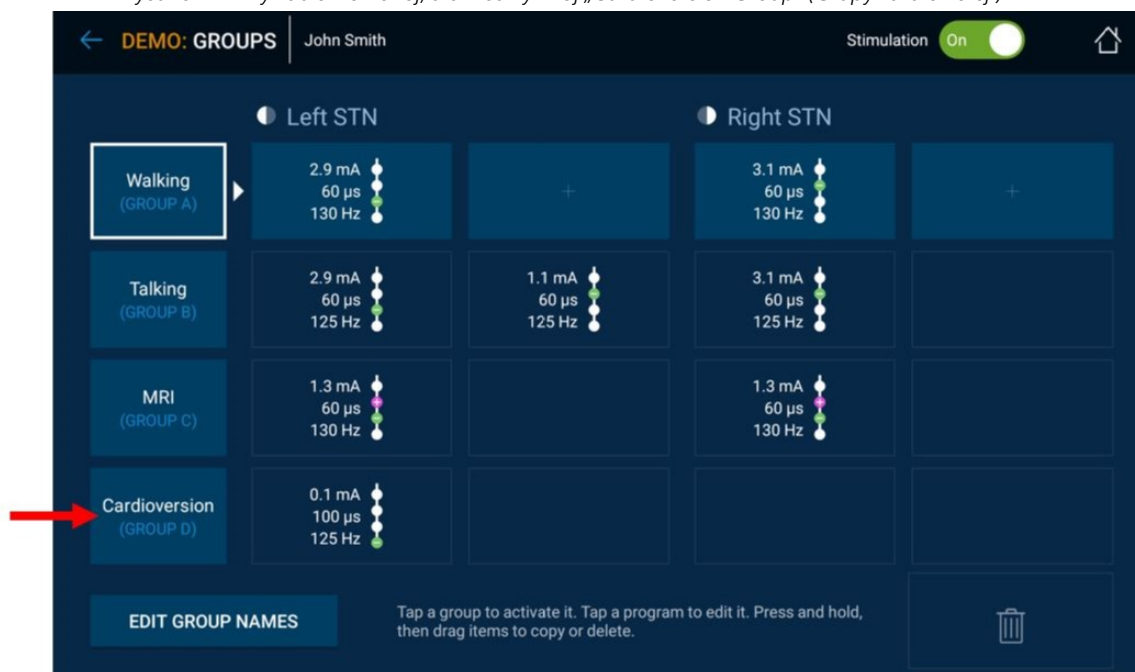 DEMO: GROUPS
John Smith
Stimulation On
Left STN
Right STN
Walking
(GROUP A)
2.9 mA
60 µs
130 Hz
+
3.1 mA
60 µs
130 Hz
+
Talking
(GROUP B)
2.9 mA
60 µs
125 Hz
1.1 mA
60 µs
125 Hz
3.1 mA
60 µs
125 Hz
MRI
(GROUP C)
1.3 mA
60 µs
130 Hz
1.3 mA
60 µs
130 Hz
Cardioversion
(GROUP D)
0.1 mA
100 µs
125 Hz
EDIT GROUP NAMES
Tap a group to activate it. Tap a program to edit it. Press and hold,
then drag items to copy or delete.